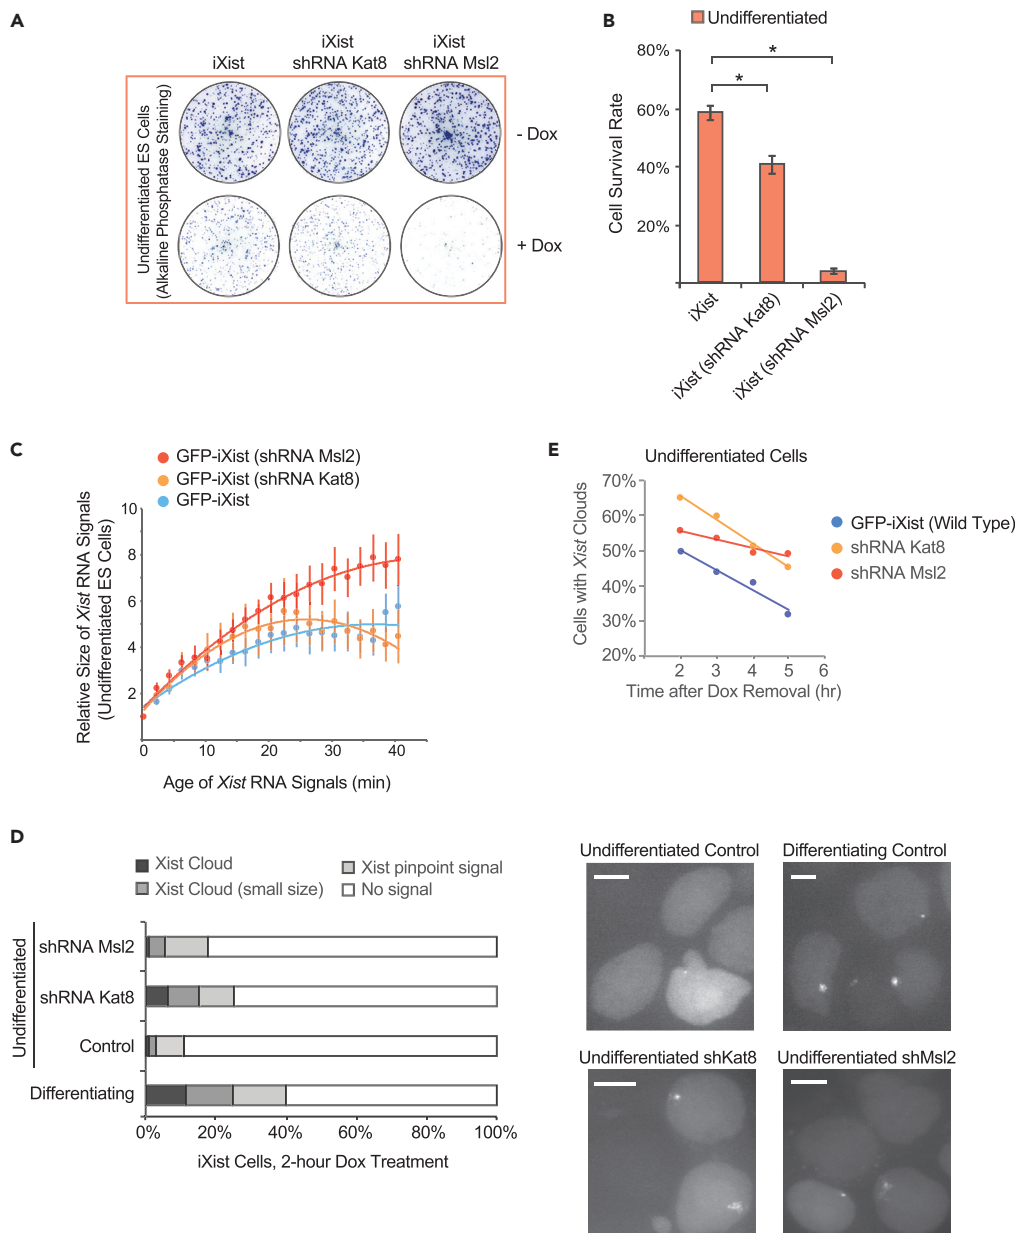 A
iXist
iXist
shRNA Kat8
iXist
shRNA Msl2
Undifferentiated ES Cells
(Alkaline Phosphatase Staining)
- Dox
+ Dox
B
Undifferentiated
80%
60%
40%
20%
Cell Survival Rate
*
*
iXist
iXist (shRNA Kat8)
iXist (shRNA Msl2)
C
GFP-iXist (shRNA Msl2)
GFP-iXist (shRNA Kat8)
GFP-iXist
Relative Size of Xist RNA Signals
(Undifferentiated ES Cells)
10
8
6
4
2
0 10 20 30 40
Age of Xist RNA Signals (min)
E
Undifferentiated Cells
Cells with Xist Clouds
70%
60%
50%
40%
30%
20%
2 3 4 5 6
Time after Dox Removal (hr)
GFP-iXist (Wild Type)
shRNA Kat8
shRNA Msl2
D
Xist Cloud
Xist Cloud (small size)
Xist pinpoint signal
No signal
Undifferentiated
shRNA Msl2
shRNA Kat8
Control
Differentiating
0% 20% 40% 60% 80% 100%
iXist Cells, 2-hour Dox Treatment
Undifferentiated Control
Differentiating Control
Undifferentiated shKat8
Undifferentiated shMsl2